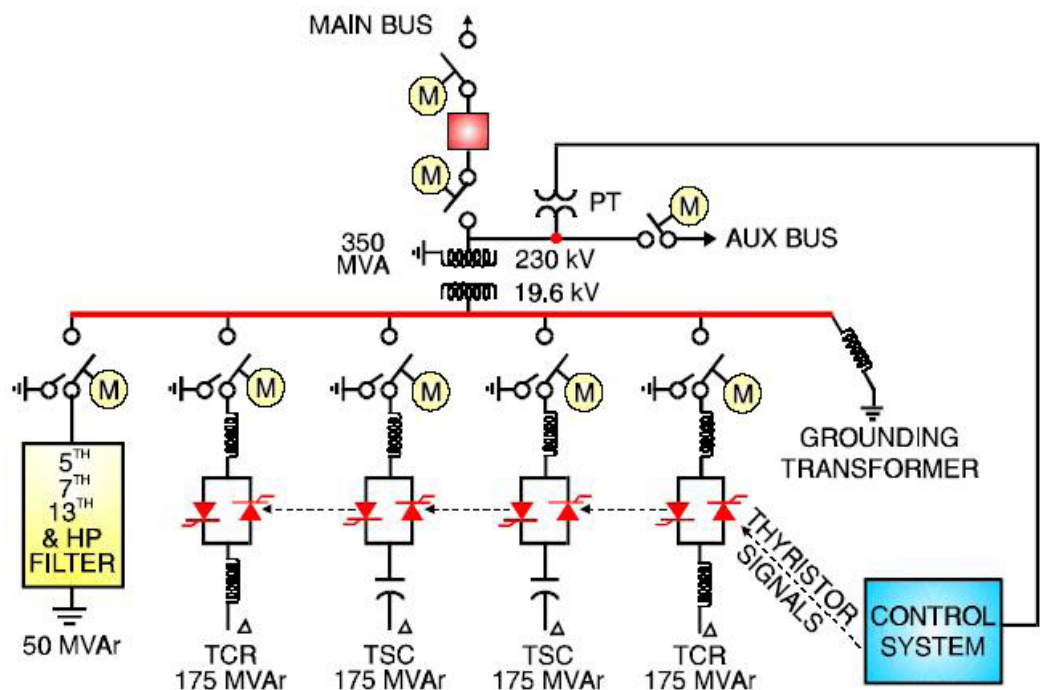 MAIN BUS
M
M
PT
M
AUX BUS
350
MVA
230 kV
19.6 kV
M
M
M
M
M
GROUNDING
TRANSFORMER
5TH
7TH
13TH
& HP
FILTER
50 MVAr
THYRISTOR
SIGNALS
CONTROL
SYSTEM
TCR
175 MVAr
TSC
175 MVAr
TSC
175 MVAr
TCR
175 MVAr